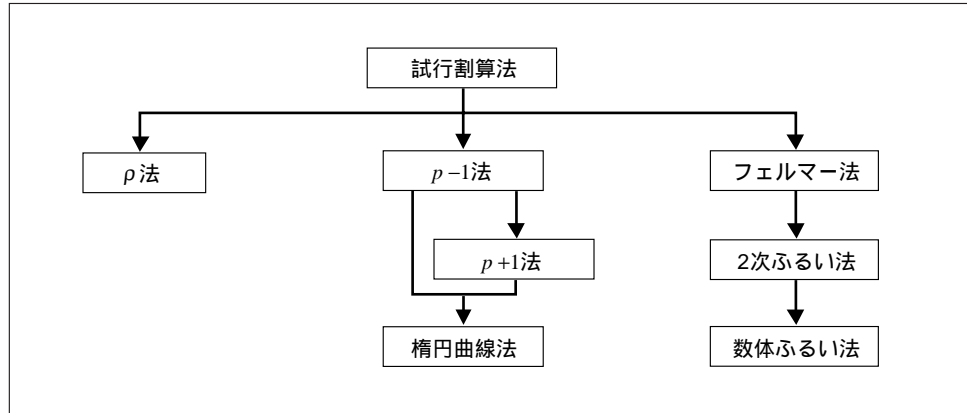 試行割算法
ρ法
p−1法
フェルマー法
p+1法
2次ふるい法
楕円曲線法
数体ふるい法